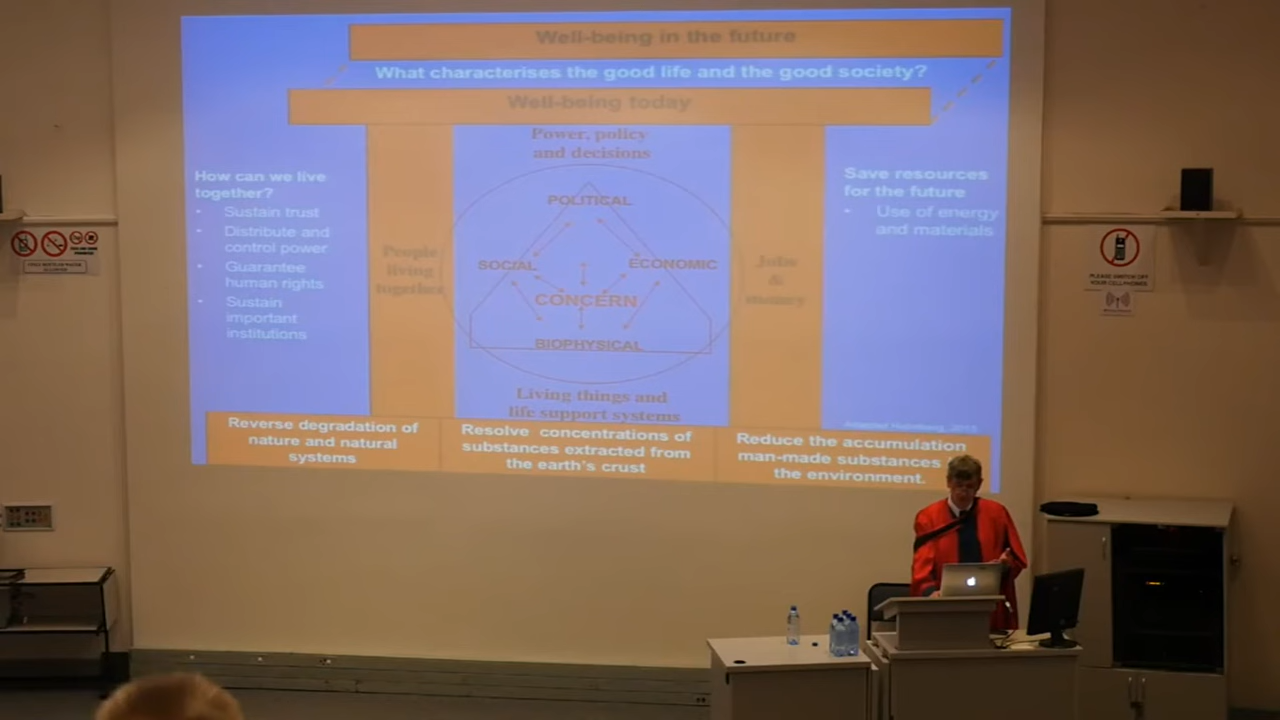 Well-being in the future
What characterises the good life and the good society?
Well-being today
Power, policy
and decisions
How can we live
together?
• Sustain trust
• Distribute and
control power
• Guarantee
human rights
• Sustain
important
institutions
People
living
together
POLITICAL
SOCIAL
ECONOMIC
CONCERN
BIOPHYSICAL
Living things and
life support systems
Jobs
&
money
Save resources
for the future
• Use of energy
and materials
Reverse degradation of
nature and natural
systems
Resolve concentrations of
substances extracted from
the earth's crust
Reduce the accumulation
man-made substances
the environment.
PLEASE SWITCH OFF
YOUR CELLPHONES